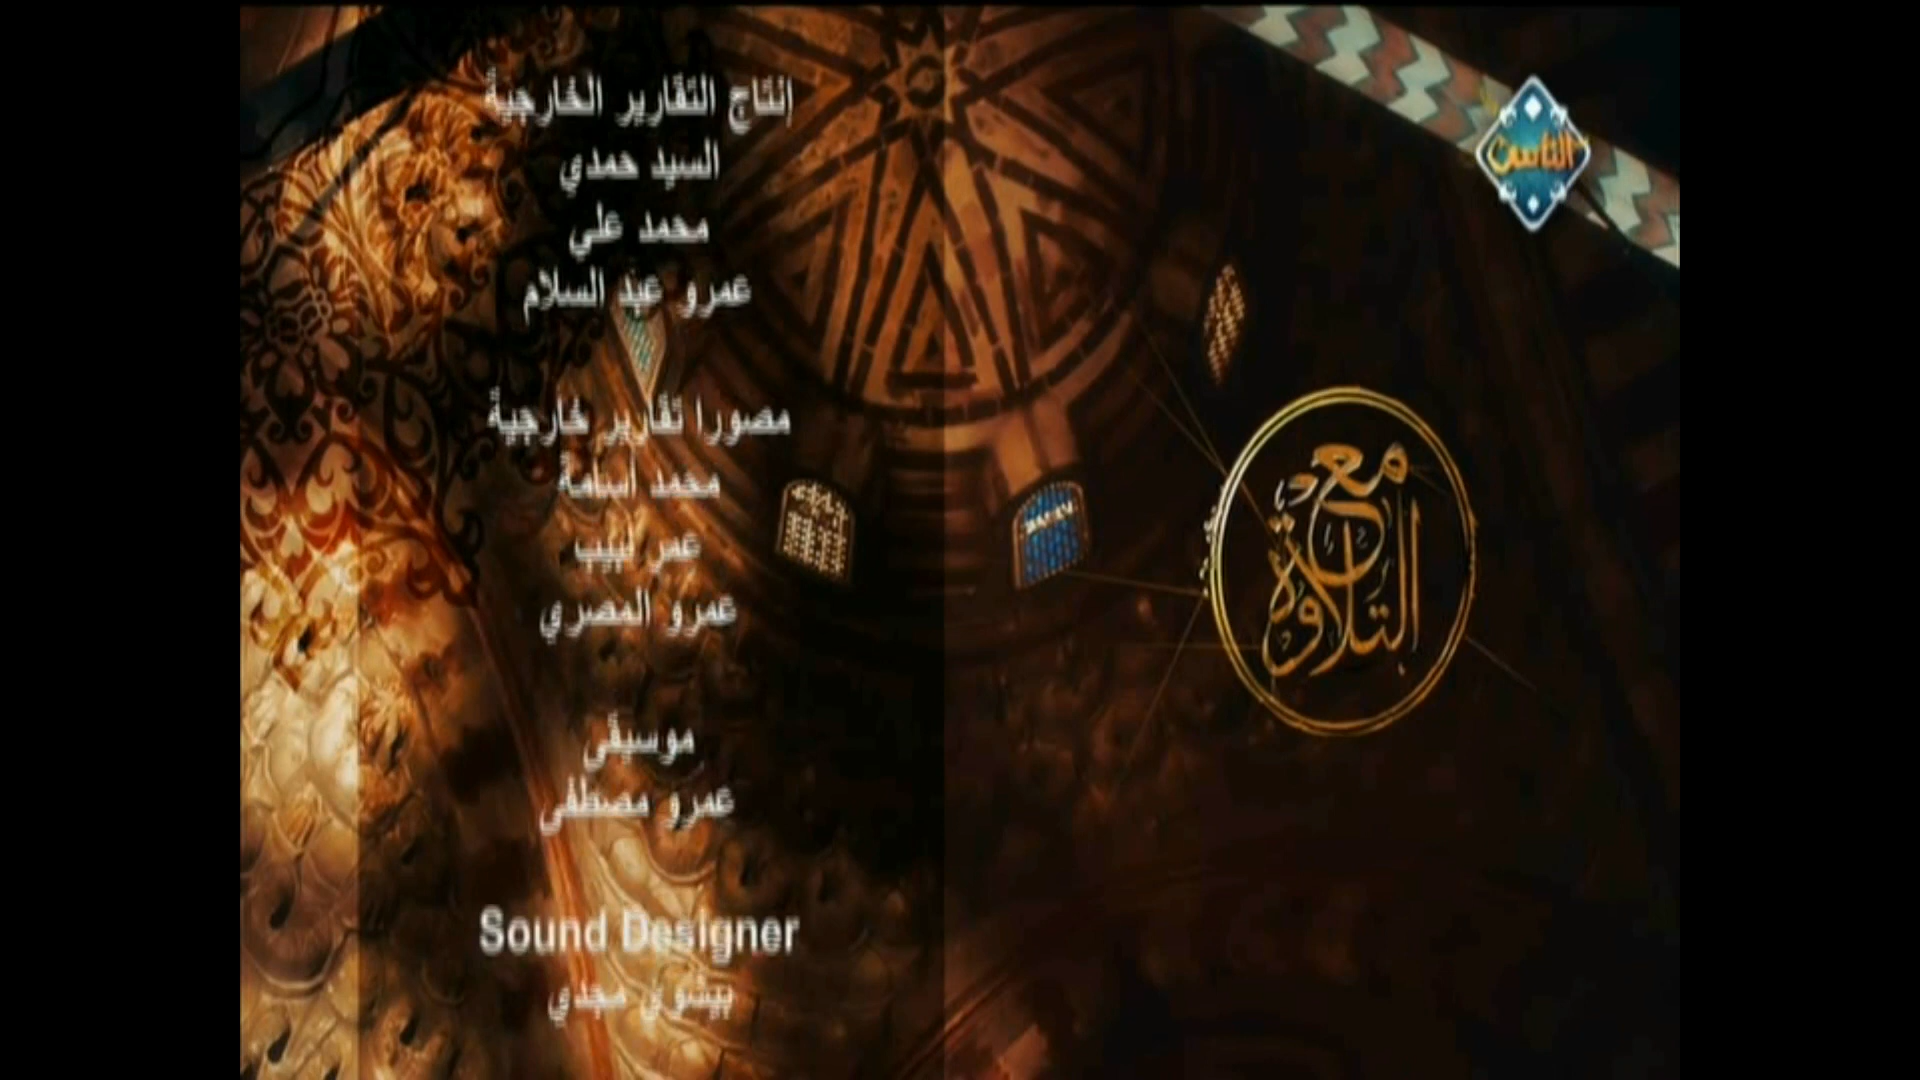 إنتاج التقارير الخارجية
السيد حمدي
محمد علي
عمرو عبد السلام
مصورا تقارير خارجية
محمد أسامة
عمر لبيب
عمرو المصري
موسيقى
عمرو مصطفى
Sound Designer
بيشوي مجدي
الناس
مع
التلاوة